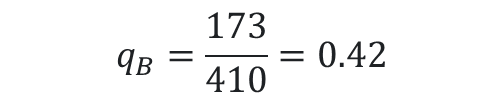 q_B = 173/410 = 0.42